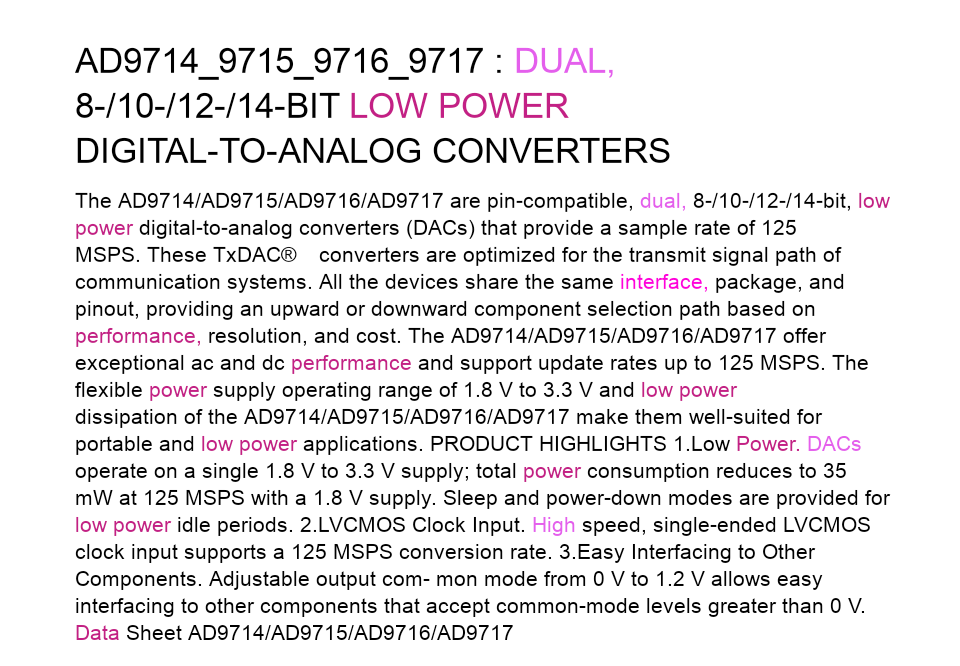 AD9714_9715_9716_9717 : DUAL,
8-/10-/12-/14-BIT LOW POWER
DIGITAL-TO-ANALOG CONVERTERS
The AD9714/AD9715/AD9716/AD9717 are pin-compatible, dual, 8-/10-/12-/14-bit, low
power digital-to-analog converters (DACs) that provide a sample rate of 125
MSPS. These TxDAC® converters are optimized for the transmit signal path of
communication systems. All the devices share the same interface, package, and
pinout, providing an upward or downward component selection path based on
performance, resolution, and cost. The AD9714/AD9715/AD9716/AD9717 offer
exceptional ac and dc performance and support update rates up to 125 MSPS. The
flexible power supply operating range of 1.8 V to 3.3 V and low power
dissipation of the AD9714/AD9715/AD9716/AD9717 make them well-suited for
portable and low power applications. PRODUCT HIGHLIGHTS 1.Low Power. DACs
operate on a single 1.8 V to 3.3 V supply; total power consumption reduces to 35
mW at 125 MSPS with a 1.8 V supply. Sleep and power-down modes are provided for
low power idle periods. 2.LVCMOS Clock Input. High speed, single-ended LVCMOS
clock input supports a 125 MSPS conversion rate. 3.Easy Interfacing to Other
Components. Adjustable output com- mon mode from 0 V to 1.2 V allows easy
interfacing to other components that accept common-mode levels greater than 0 V.
Data Sheet AD9714/AD9715/AD9716/AD9717